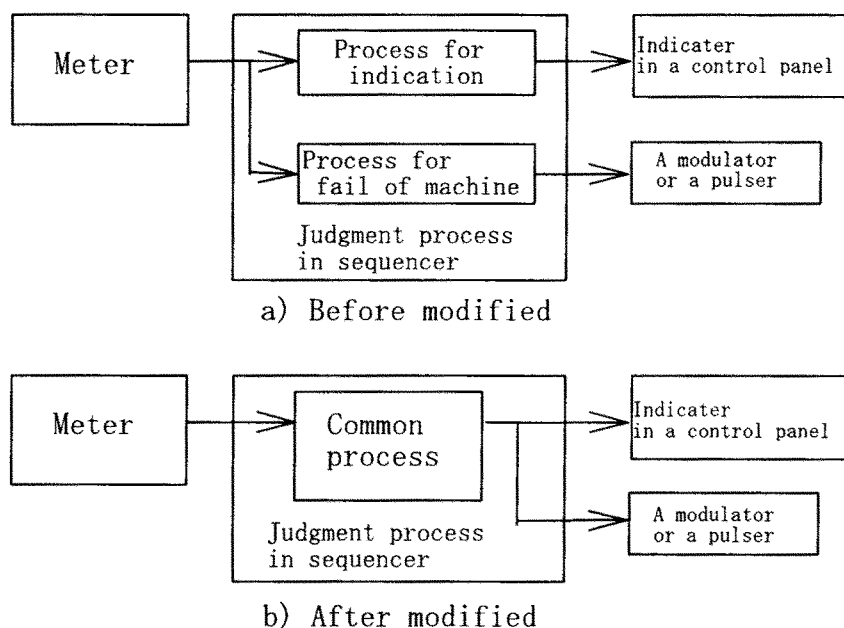 Meter
Process for
indication
Indicater
in a control panel
Process for
fail of machine
A modulator
or a pulser
Judgment process
in sequencer
a) Before modified
Meter
Common
process
Indicater
in a control panel
A modulator
or a pulser
Judgment process
in sequencer
b) After modified